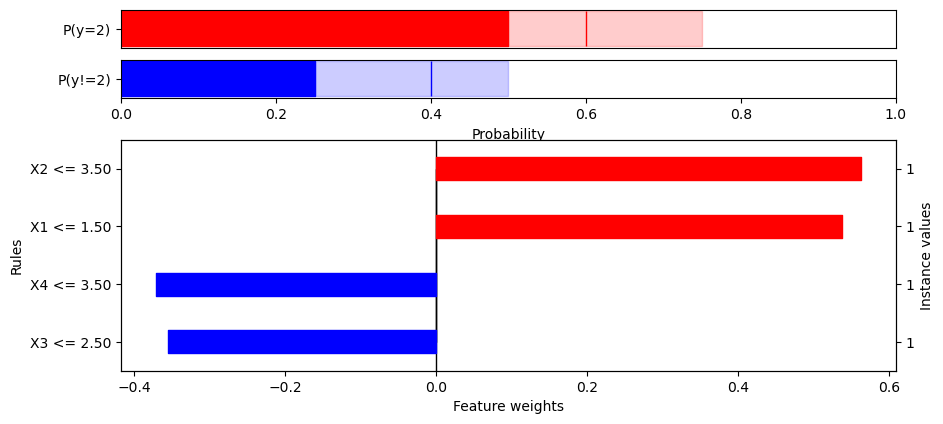 P(y=2)
P(y!=2)
0.0 0.2 0.4 0.6 0.8 1.0
Probability
X2 <= 3.50 1
X1 <= 1.50 1
X4 <= 3.50 1
X3 <= 2.50 1
Rules
Instance values
−0.4 −0.2 0.0 0.2 0.4 0.6
Feature weights